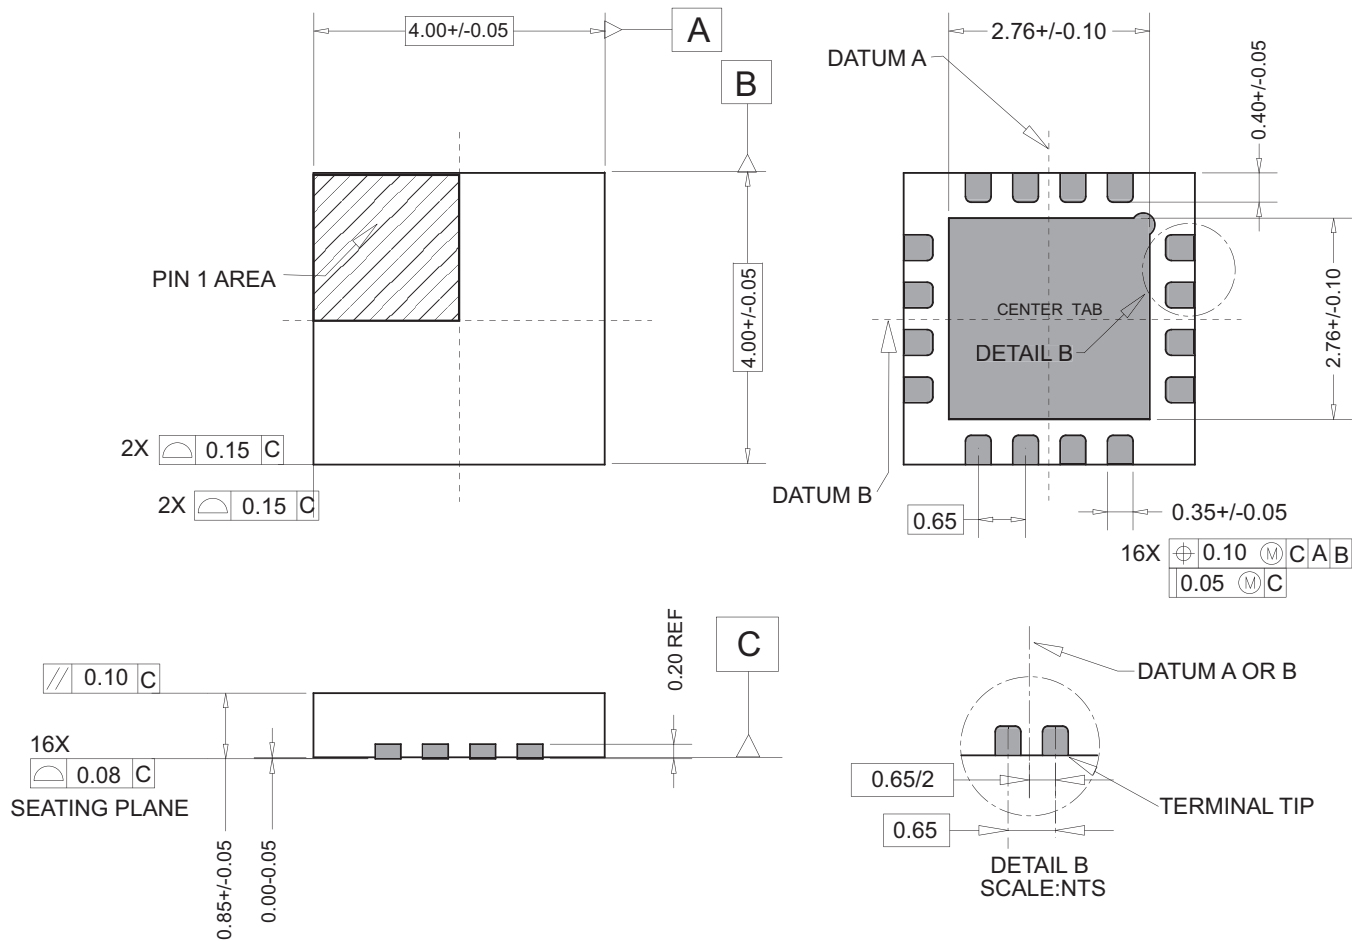 4.00+/-0.05
A
B
4.00+/-0.05
PIN 1 AREA
2X 0.15 C
2X 0.15 C
2.76+/-0.10
DATUM A
0.40+/-0.05
CENTER TAB
DETAIL B
2.76+/-0.10
DATUM B
0.65
0.35+/-0.05
16X ⌖ 0.10 Ⓜ C A B
0.05 Ⓜ C
// 0.10 C
16X
0.08 C
SEATING PLANE
0.85+/-0.05
0.00-0.05
0.20 REF
C
DATUM A OR B
0.65/2
TERMINAL TIP
0.65
DETAIL B
SCALE:NTS